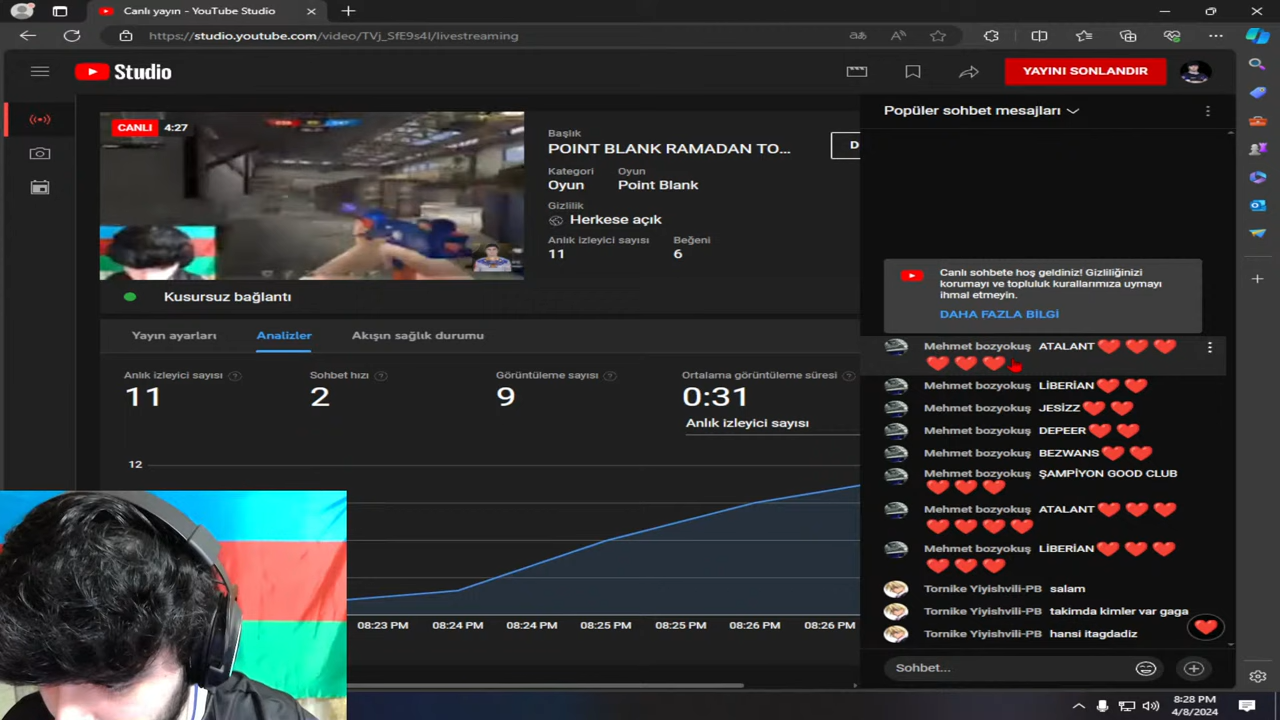 Canlı yayın - YouTube Studio
https://studio.youtube.com/video/TVj_SfE9s4I/livestreaming
Studio
YAYINI SONLANDIR
CANLI 4:27
Başlık
POINT BLANK RAMADAN TO...
Kategori Oyun
Oyun Point Blank
Gizlilik
Herkese açık
Anlık izleyici sayısı Beğeni
11 6
Kusursuz bağlantı
Yayın ayarları Analizler Akışın sağlık durumu
Anlık izleyici sayısı Sohbet hızı Görüntüleme sayısı Ortalama görüntüleme süresi
11 2 9 0:31
Anlık izleyici sayısı
12
08:23 PM 08:24 PM 08:24 PM 08:25 PM 08:26 PM 08:26 PM
Popüler sohbet mesajları
Canlı sohbete hoş geldiniz! Gizliliğinizi
korumayı ve topluluk kurallarımıza uymayı
ihmal etmeyin.
DAHA FAZLA BİLGİ
Mehmet bozyokuş ATALANT ❤❤❤
❤❤❤
Mehmet bozyokuş LİBERİAN ❤❤
Mehmet bozyokuş JESİZZ ❤❤
Mehmet bozyokuş DEPEER ❤❤
Mehmet bozyokuş BEZWANS ❤❤
Mehmet bozyokuş ŞAMPİYON GOOD CLUB
❤❤❤
Mehmet bozyokuş ATALANT ❤❤❤
❤❤❤❤
Mehmet bozyokuş LİBERİAN ❤❤❤
❤❤❤
Tornike Yiyishvili-PB salam
Tornike Yiyishvili-PB takimda kimler var gaga
Tornike Yiyishvili-PB hansi itagdadiz
Sohbet...
8:28 PM
4/8/2024